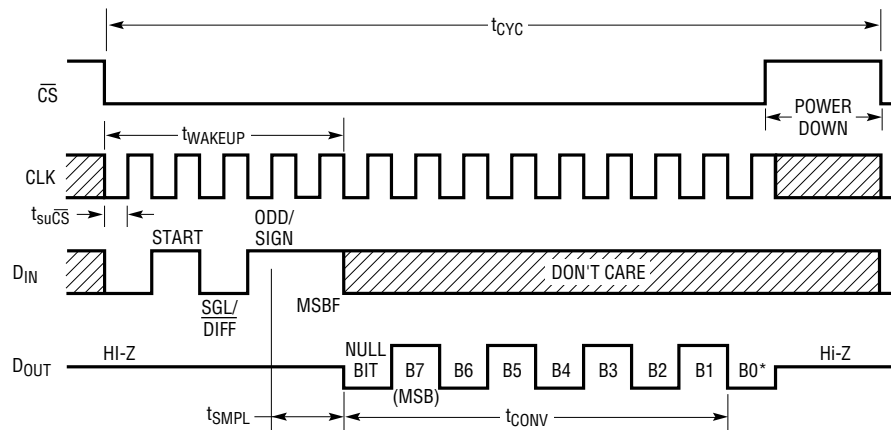 tCYC
CS
POWER
DOWN
tWAKEUP
CLK
tsuCS
START
ODD/
SIGN
DIN
DON'T CARE
SGL/
DIFF
MSBF
HI-Z
NULL
BIT
B7
(MSB)
B6
B5
B4
B3
B2
B1
B0*
Hi-Z
DOUT
tSMPL
tCONV